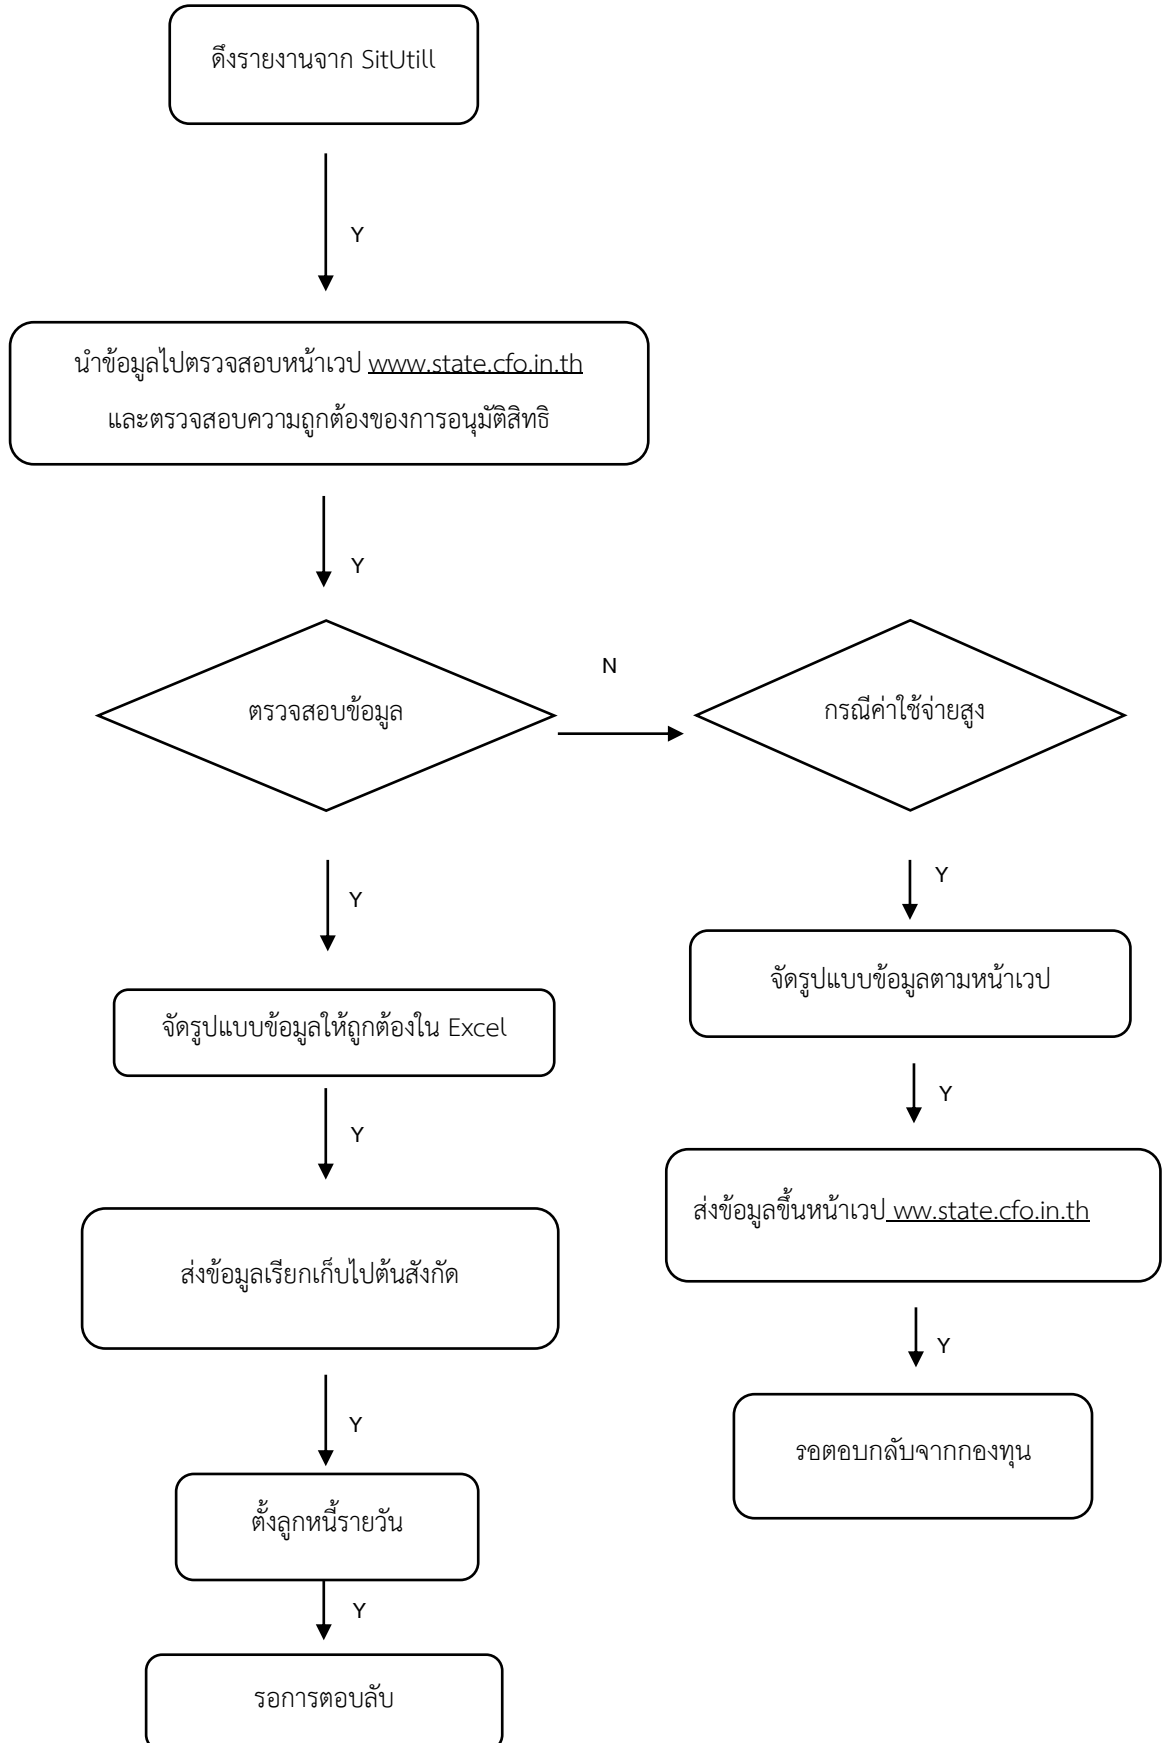 ดึงรายงานจาก SitUtill
Y
นำข้อมูลไปตรวจสอบหน้าเวป www.state.cfo.in.th
และตรวจสอบความถูกต้องของการอนุมัติสิทธิ
Y
ตรวจสอบข้อมูล
N
กรณีค่าใช้จ่ายสูง
Y
จัดรูปแบบข้อมูลให้ถูกต้องใน Excel
Y
ส่งข้อมูลเรียกเก็บไปต้นสังกัด
Y
ตั้งลูกหนี้รายวัน
Y
รอการตอบลับ
Y
จัดรูปแบบข้อมูลตามหน้าเวป
Y
ส่งข้อมูลขึ้นหน้าเวป ww.state.cfo.in.th
Y
รอตอบกลับจากกองทุน